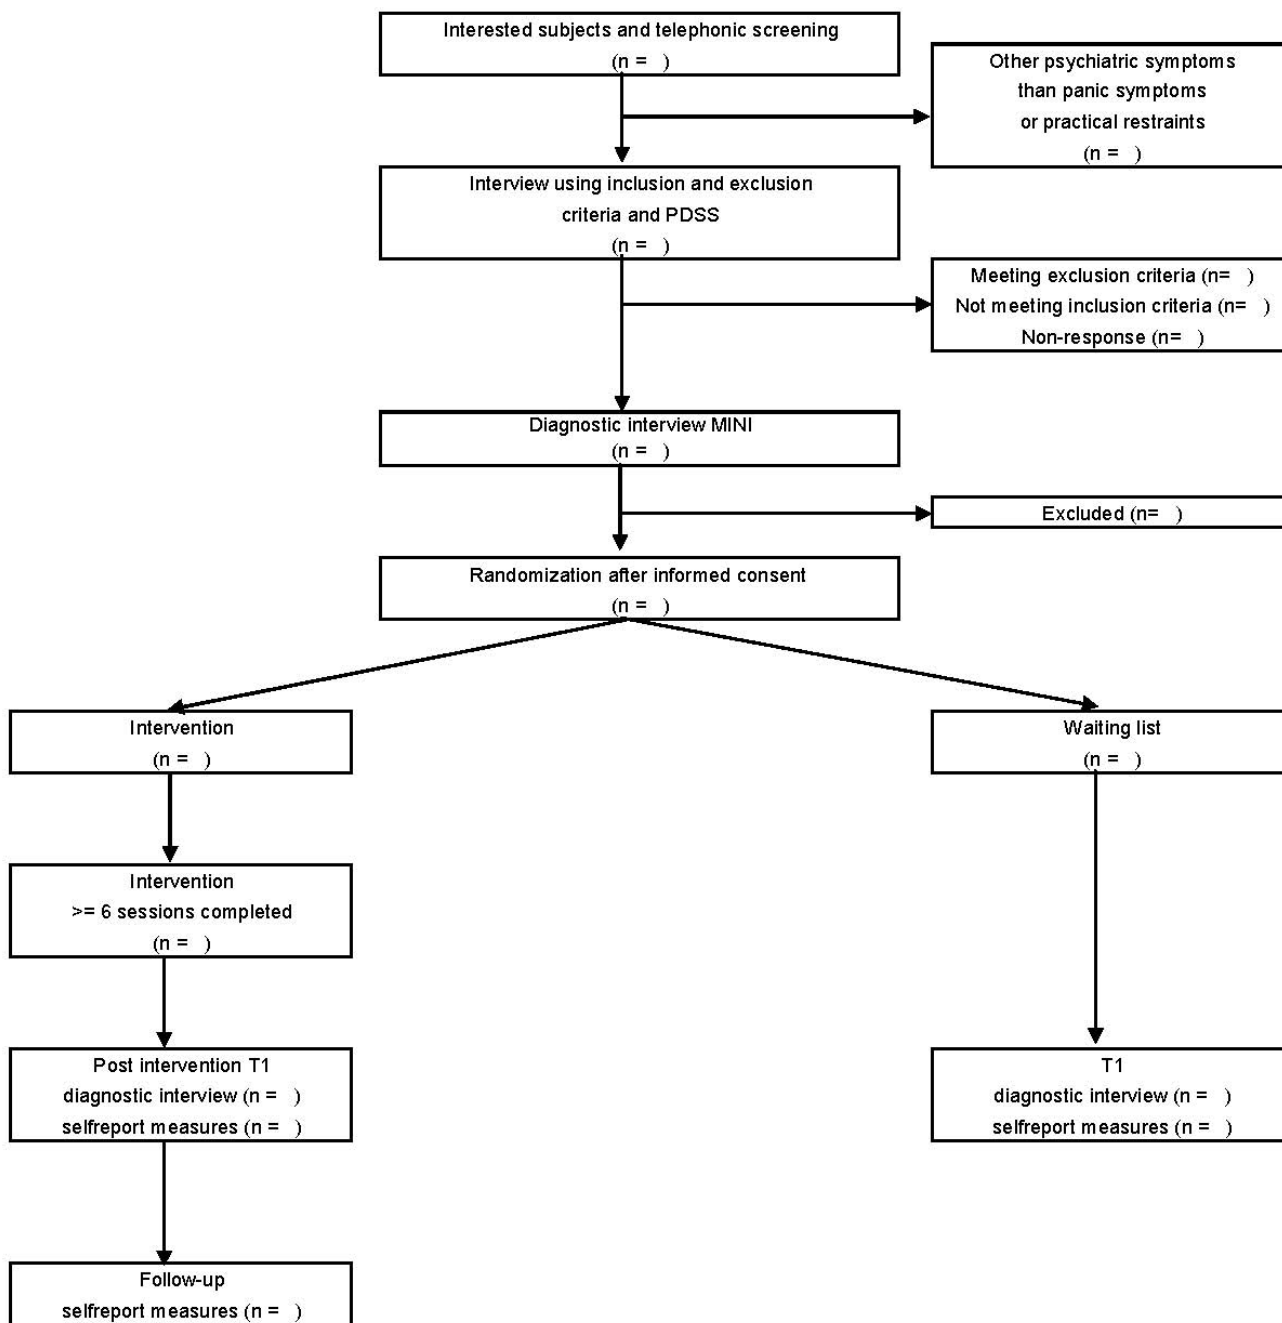 Interested subjects and telephonic screening
(n =   )
Other psychiatric symptoms
than panic symptoms
or practical restraints
(n =   )
Interview using inclusion and exclusion
criteria and PDSS
(n =   )
Meeting exclusion criteria (n=   )
Not meeting inclusion criteria (n=   )
Non-response (n=   )
Diagnostic interview MINI
(n =   )
Excluded (n=   )
Randomization after informed consent
(n =   )
Intervention
(n =   )
Waiting list
(n =   )
Intervention
>= 6 sessions completed
(n =   )
Post intervention T1
diagnostic interview (n =   )
selfreport measures (n =   )
T1
diagnostic interview (n =   )
selfreport measures (n =   )
Follow-up
selfreport measures (n =   )